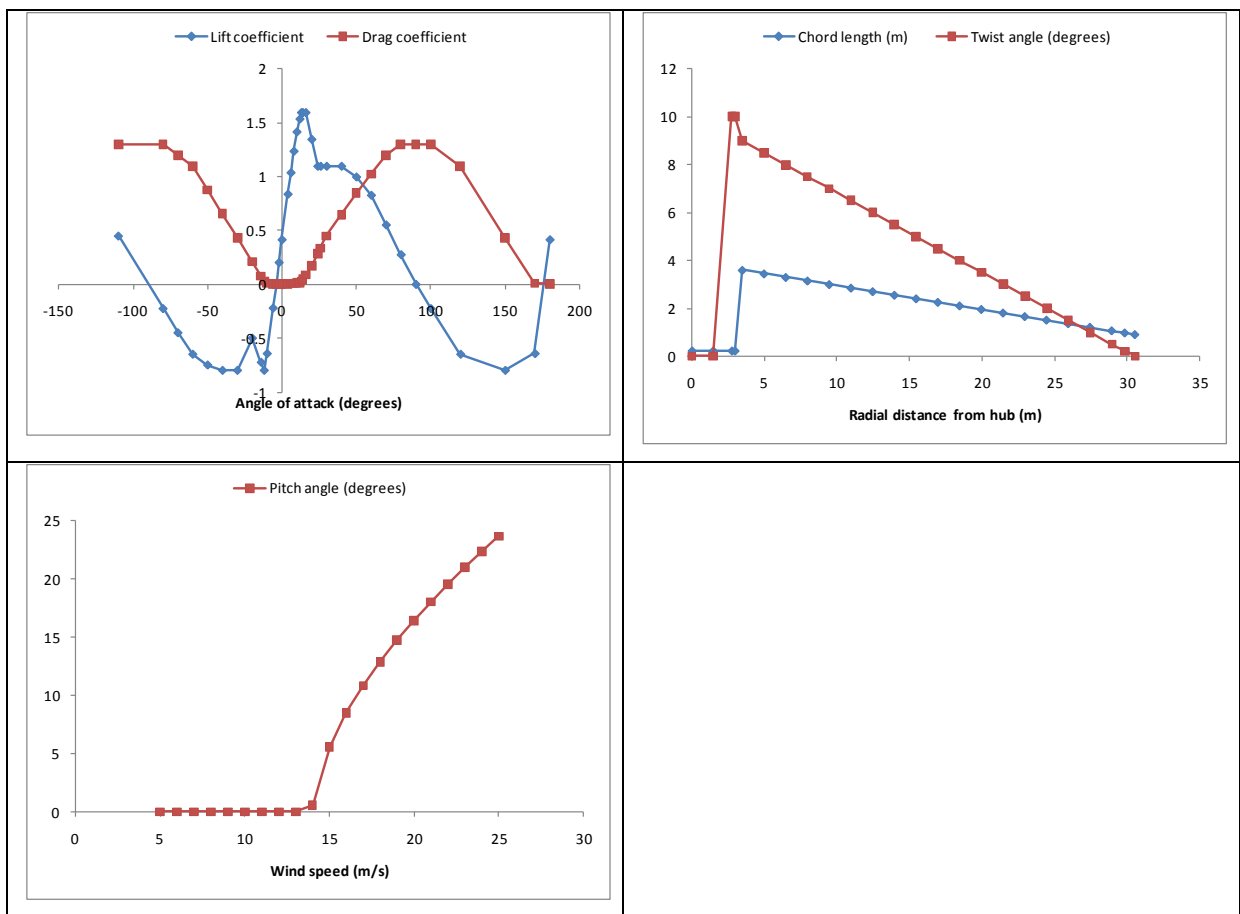 Lift coefficient Drag coefficient
2
1.5
1
0.5
0
-150 -100 -50 0 50 100 150 200
-0.5
-1
Angle of attack (degrees)
Chord length (m) Twist angle (degrees)
12
10
8
6
4
2
0
0 5 10 15 20 25 30 35
Radial distance from hub (m)
Pitch angle (degrees)
25
20
15
10
5
0
0 5 10 15 20 25 30
Wind speed (m/s)